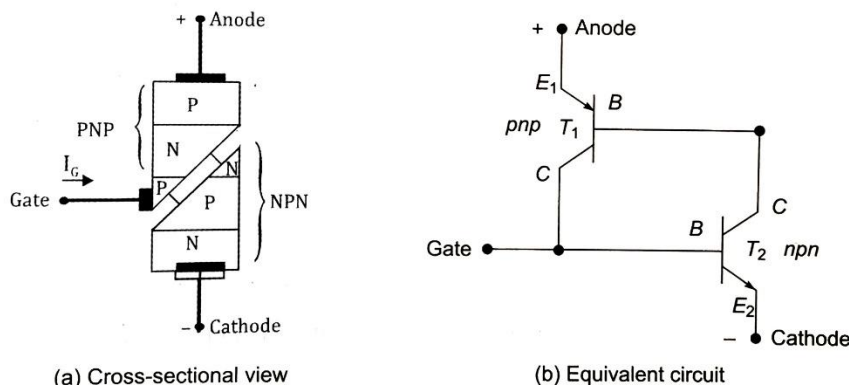 + Anode
P
PNP
N
I_G
N
P
Gate
P
NPN
N
− Cathode
(a) Cross-sectional view
+ Anode
E₁
B
pnp T₁
C
C
B
Gate
T₂ npn
E₂
− Cathode
(b) Equivalent circuit